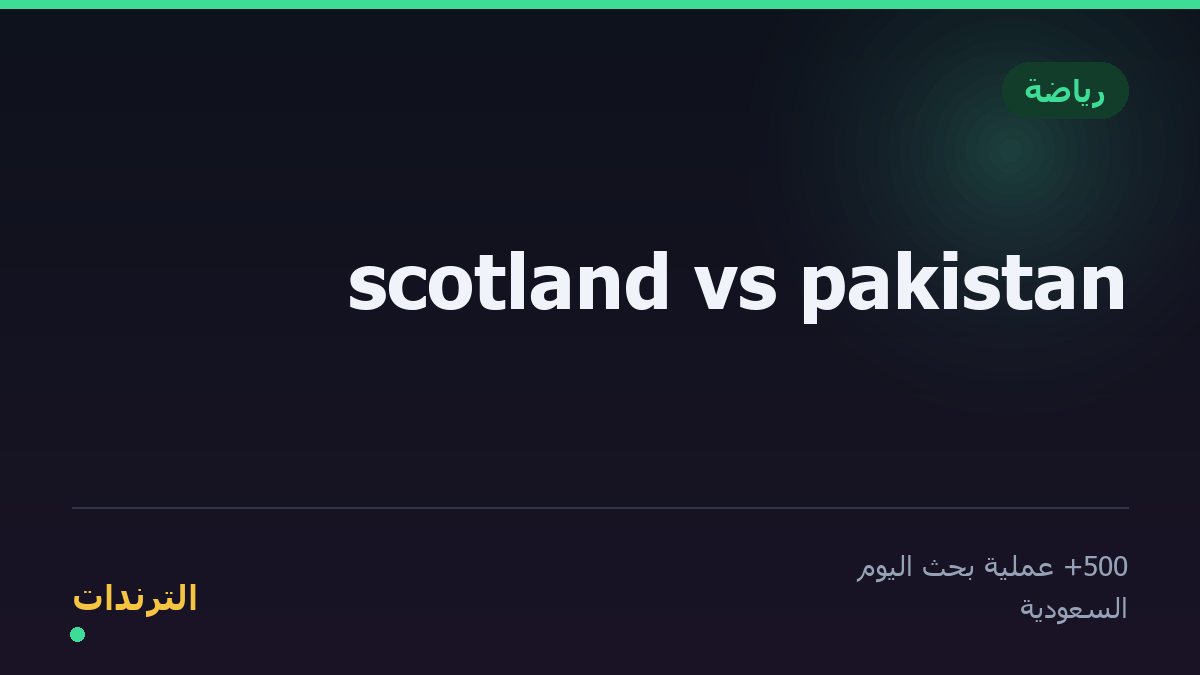 رياضة
scotland vs pakistan
500+ عملية بحث اليوم
السعودية
الترندات